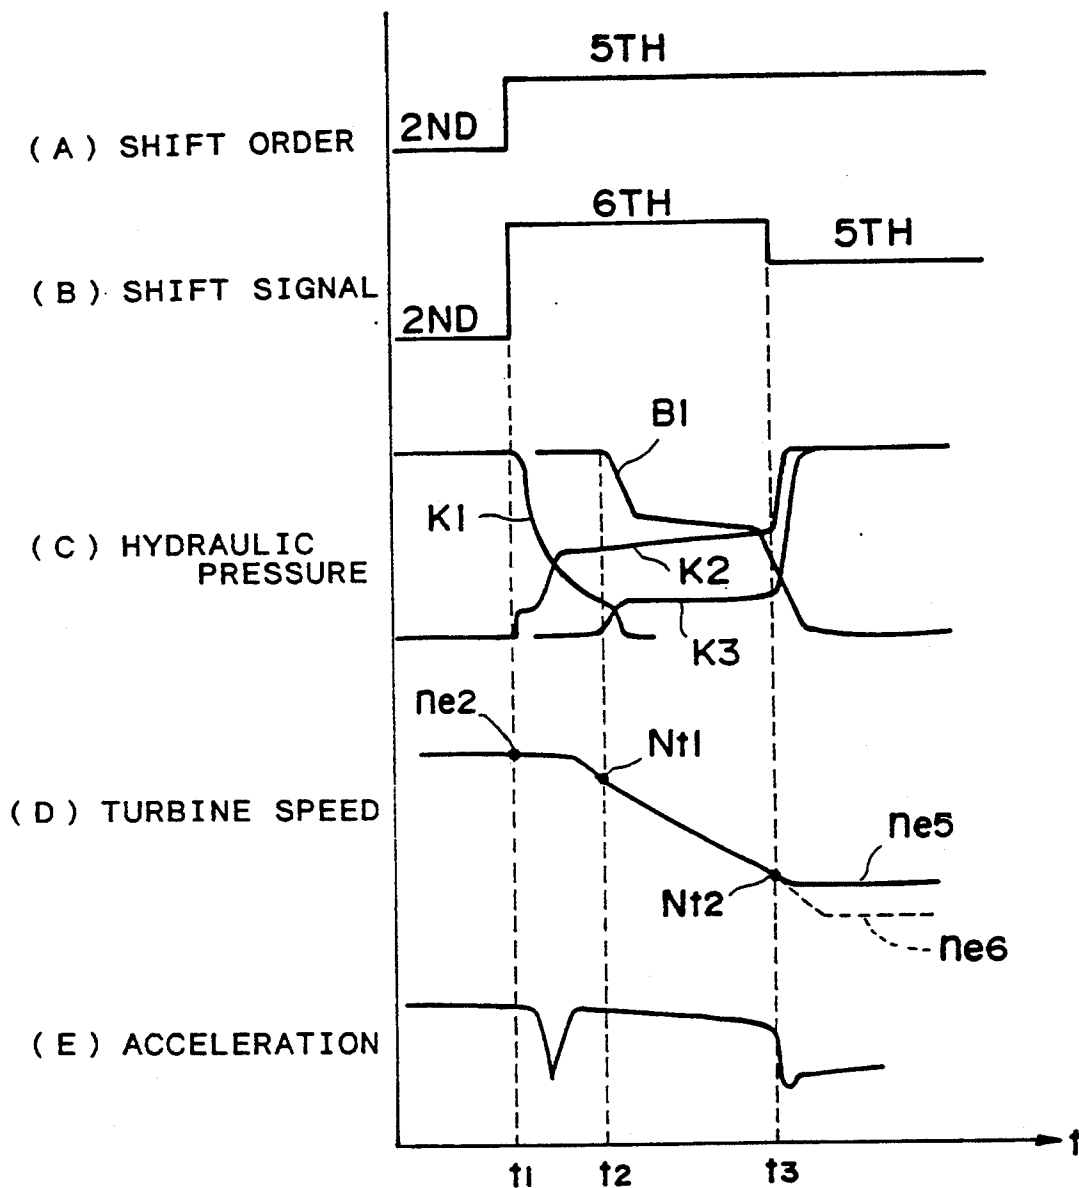 5TH
2ND
(A) SHIFT ORDER
6TH
5TH
(B) SHIFT SIGNAL
2ND
B1
K1
(C) HYDRAULIC
PRESSURE
K2
K3
ne2
Nt1
(D) TURBINE SPEED
ne5
Nt2
ne6
(E) ACCELERATION
t
t1 t2 t3